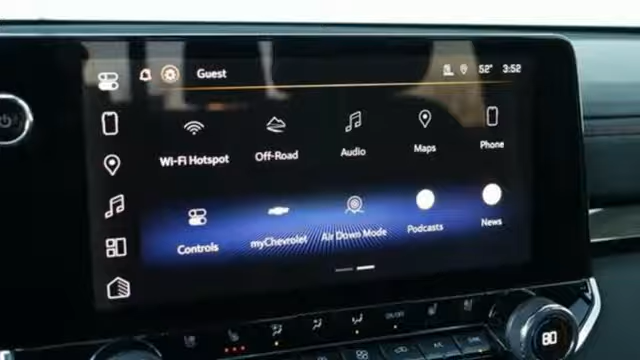 Guest 52° 3:52
Wi-Fi Hotspot Off-Road Audio Maps Phone
Controls myChevrolet Air Down Mode Podcasts News
80